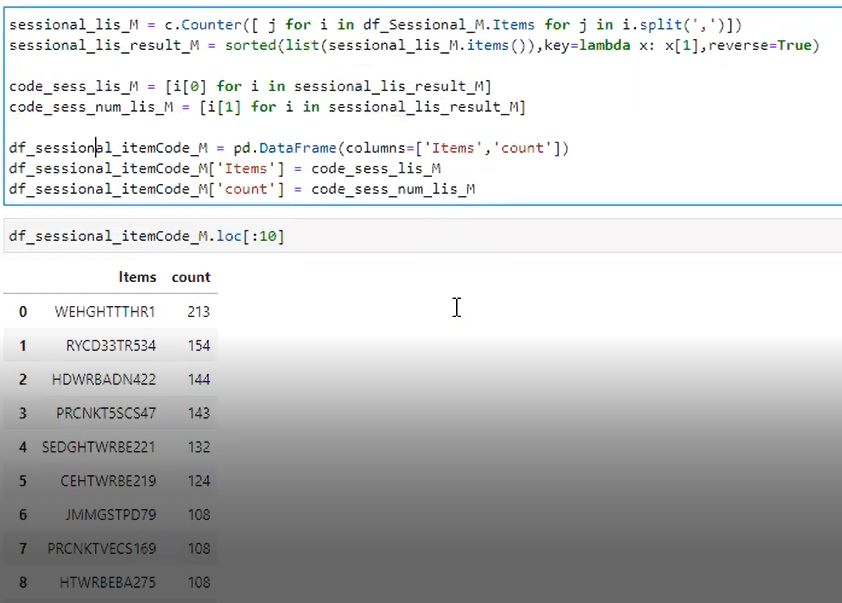 sessional_lis_M = c.Counter([ j for i in df_Sessional_M.Items for j in i.split(',')])
sessional_lis_result_M = sorted(list(sessional_lis_M.items()),key=lambda x: x[1],reverse=True)
code_sess_lis_M = [i[0] for i in sessional_lis_result_M]
code_sess_num_lis_M = [i[1] for i in sessional_lis_result_M]
df_sessional_itemCode_M = pd.DataFrame(columns=['Items','count'])
df_sessional_itemCode_M['Items'] = code_sess_lis_M
df_sessional_itemCode_M['count'] = code_sess_num_lis_M
df_sessional_itemCode_M.loc[:10]
Items count
0 WEHGHTTTHR1 213
1 RYCD33TR534 154
2 HDWRBADN422 144
3 PRCNKT5SCS47 143
4 SEDGHTWRBE221 132
5 CEHTWRBE219 124
6 JMMGSTPD79 108
7 PRCNKTVECS169 108
8 HTWRBEBA275 108